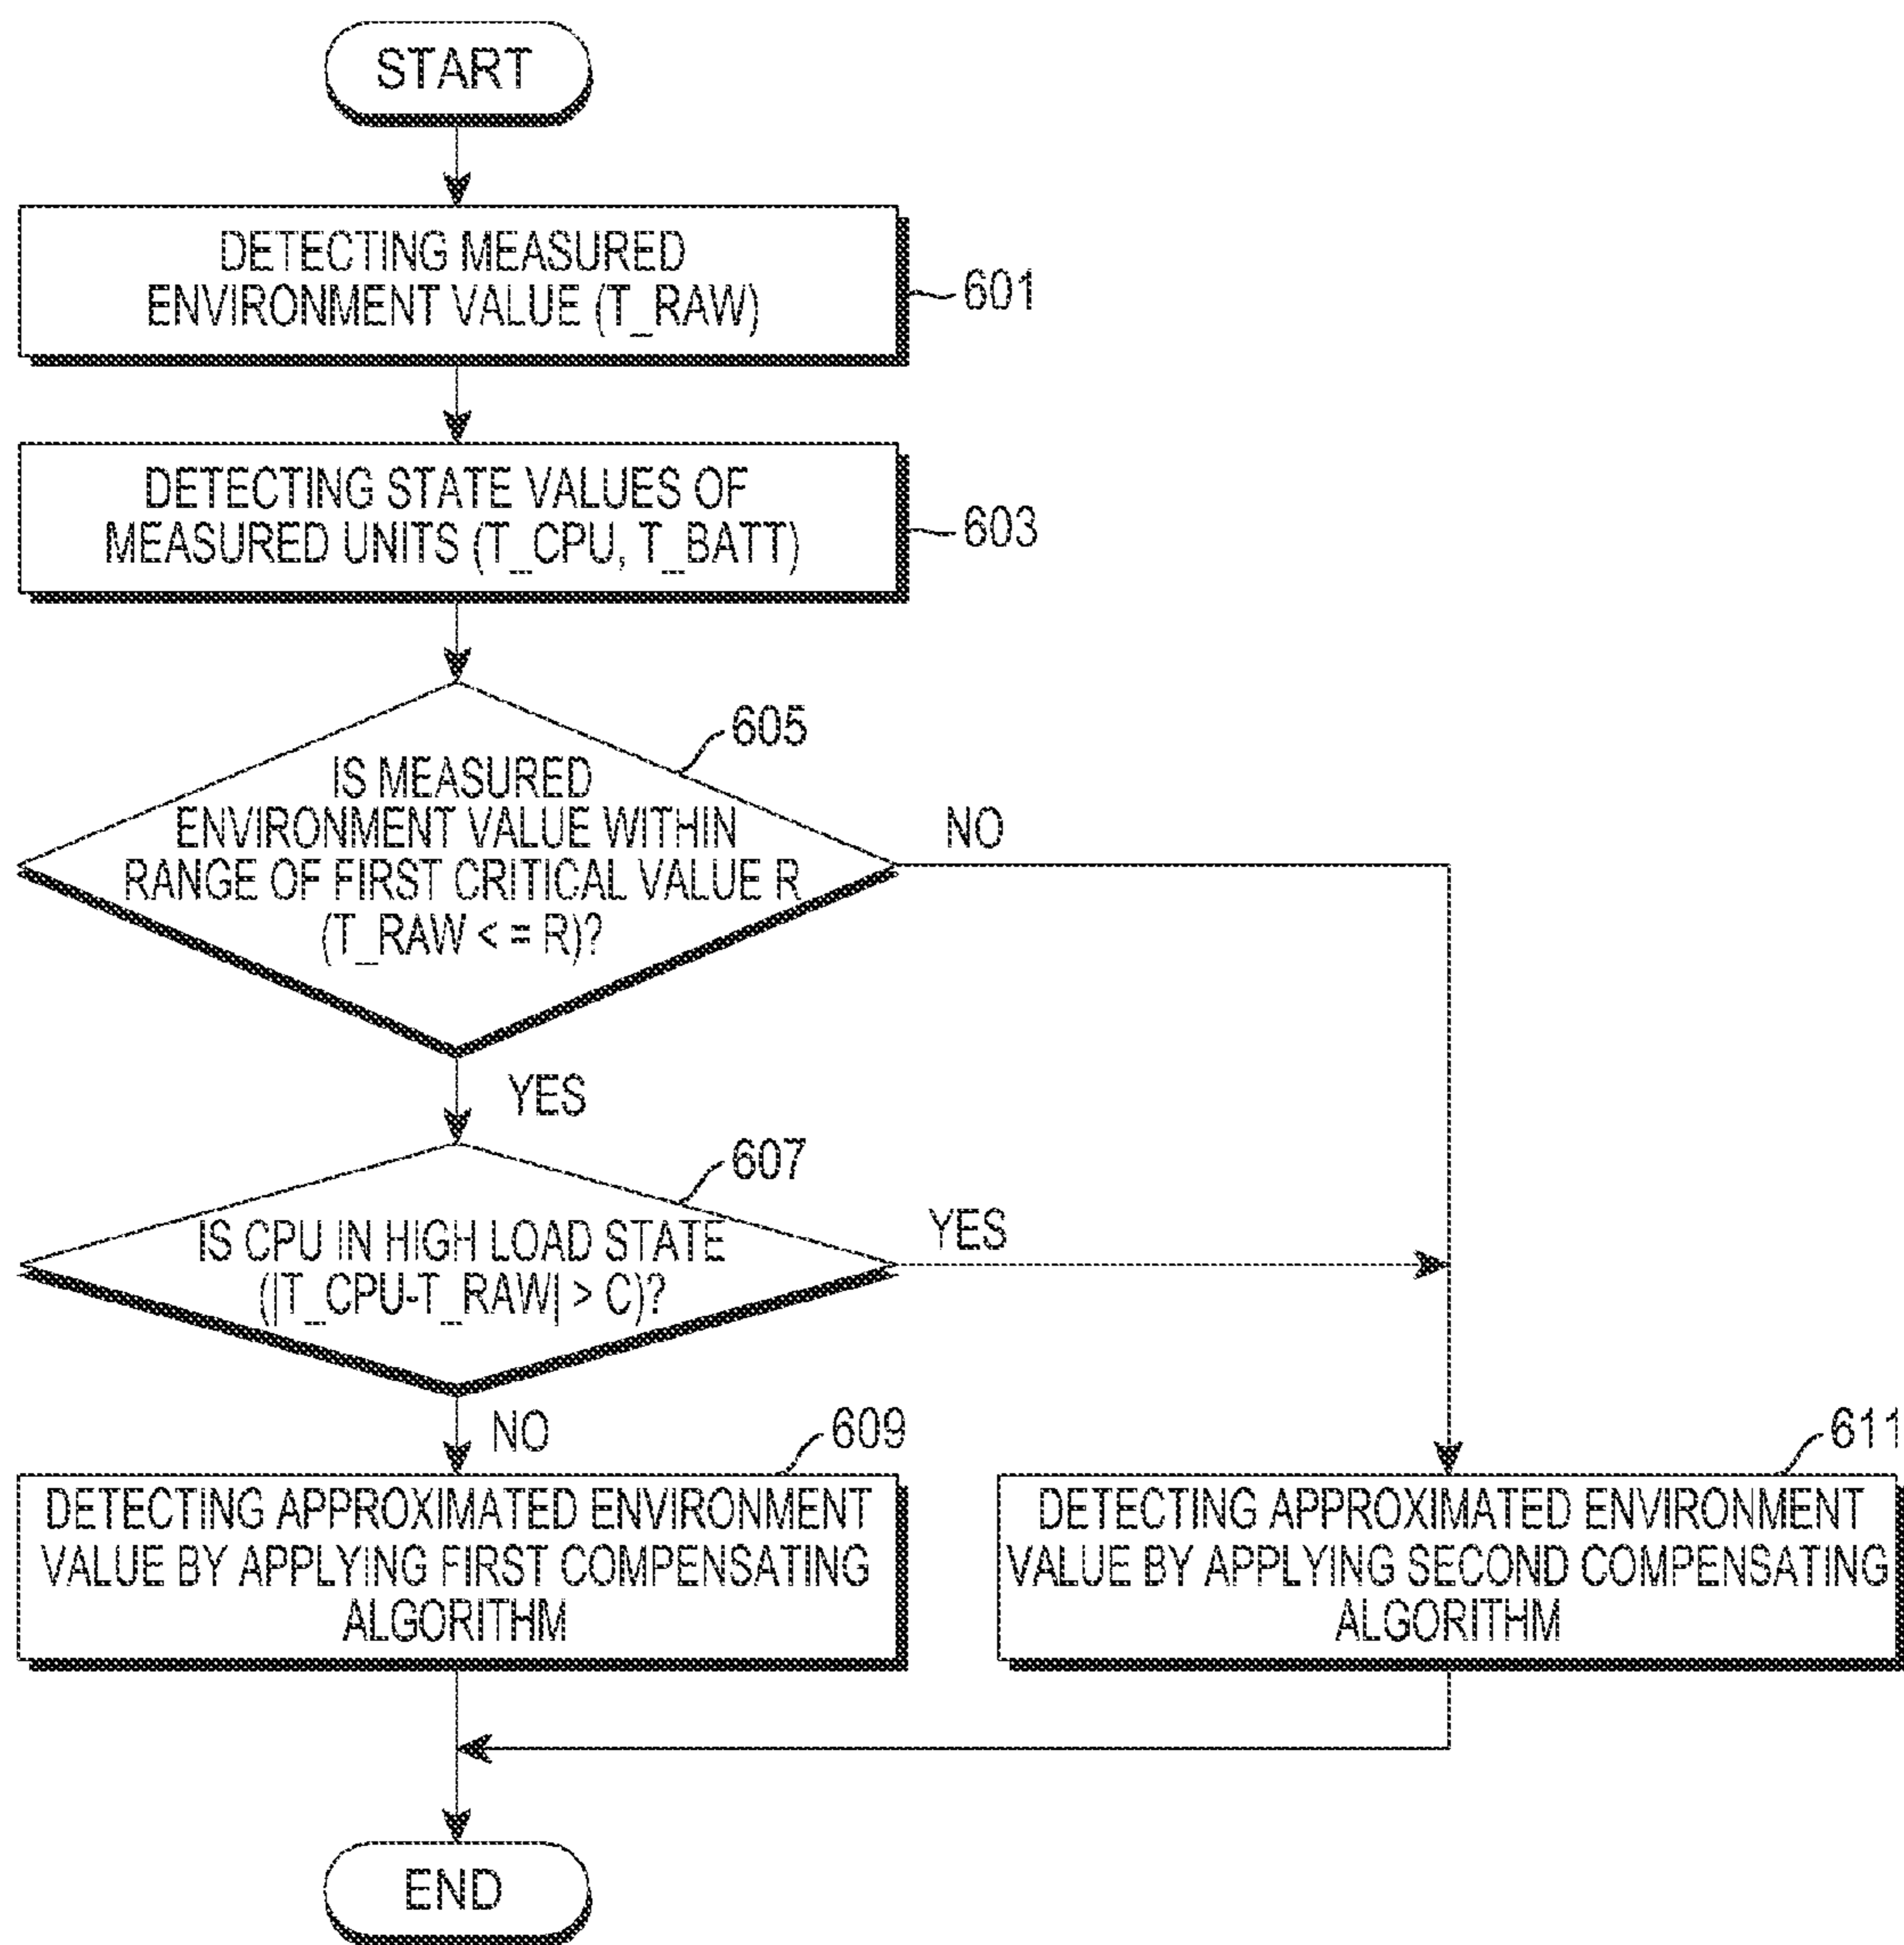 START
DETECTING MEASURED
ENVIRONMENT VALUE (T_RAW)
601
DETECTING STATE VALUES OF
MEASURED UNITS (T_CPU, T_BATT)
603
605
IS MEASURED
ENVIRONMENT VALUE WITHIN
RANGE OF FIRST CRITICAL VALUE R
(T_RAW < = R)?
NO
YES
607
IS CPU IN HIGH LOAD STATE
(|T_CPU-T_RAW| > C)?
YES
NO
609
DETECTING APPROXIMATED ENVIRONMENT
VALUE BY APPLYING FIRST COMPENSATING
ALGORITHM
611
DETECTING APPROXIMATED ENVIRONMENT
VALUE BY APPLYING SECOND COMPENSATING
ALGORITHM
END